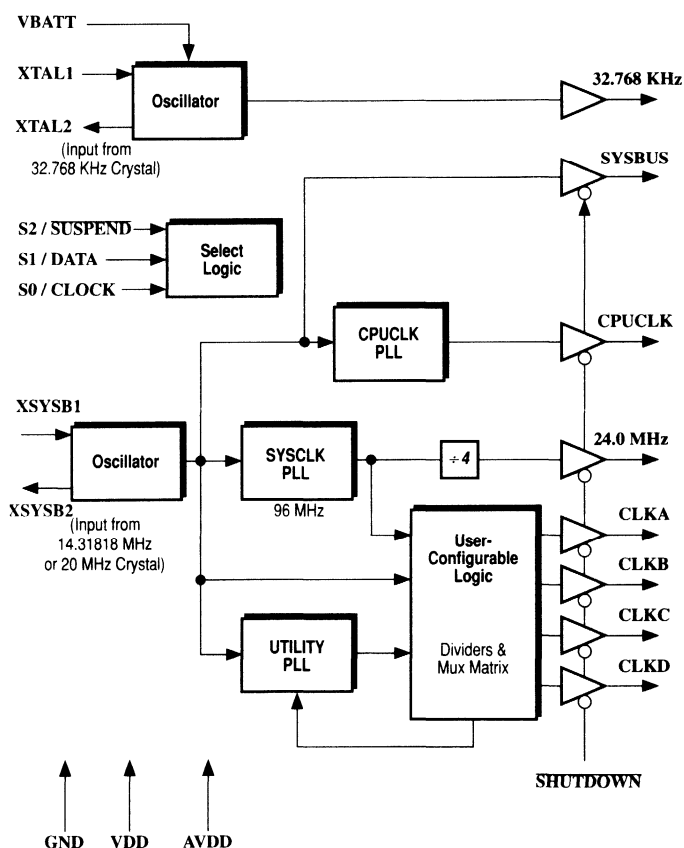 VBATT
XTAL1
XTAL2
Oscillator
(Input from
32.768 KHz Crystal)
32.768 KHz
SYSBUS
S2 / SUSPEND
S1 / DATA
S0 / CLOCK
Select
Logic
CPUCLK
PLL
CPUCLK
XSYSB1
XSYSB2
Oscillator
(Input from
14.31818 MHz
or 20 MHz Crystal)
SYSCLK
PLL
96 MHz
÷4
24.0 MHz
User-
Configurable
Logic
Dividers &
Mux Matrix
CLKA
CLKB
CLKC
CLKD
UTILITY
PLL
SHUTDOWN
GND
VDD
AVDD